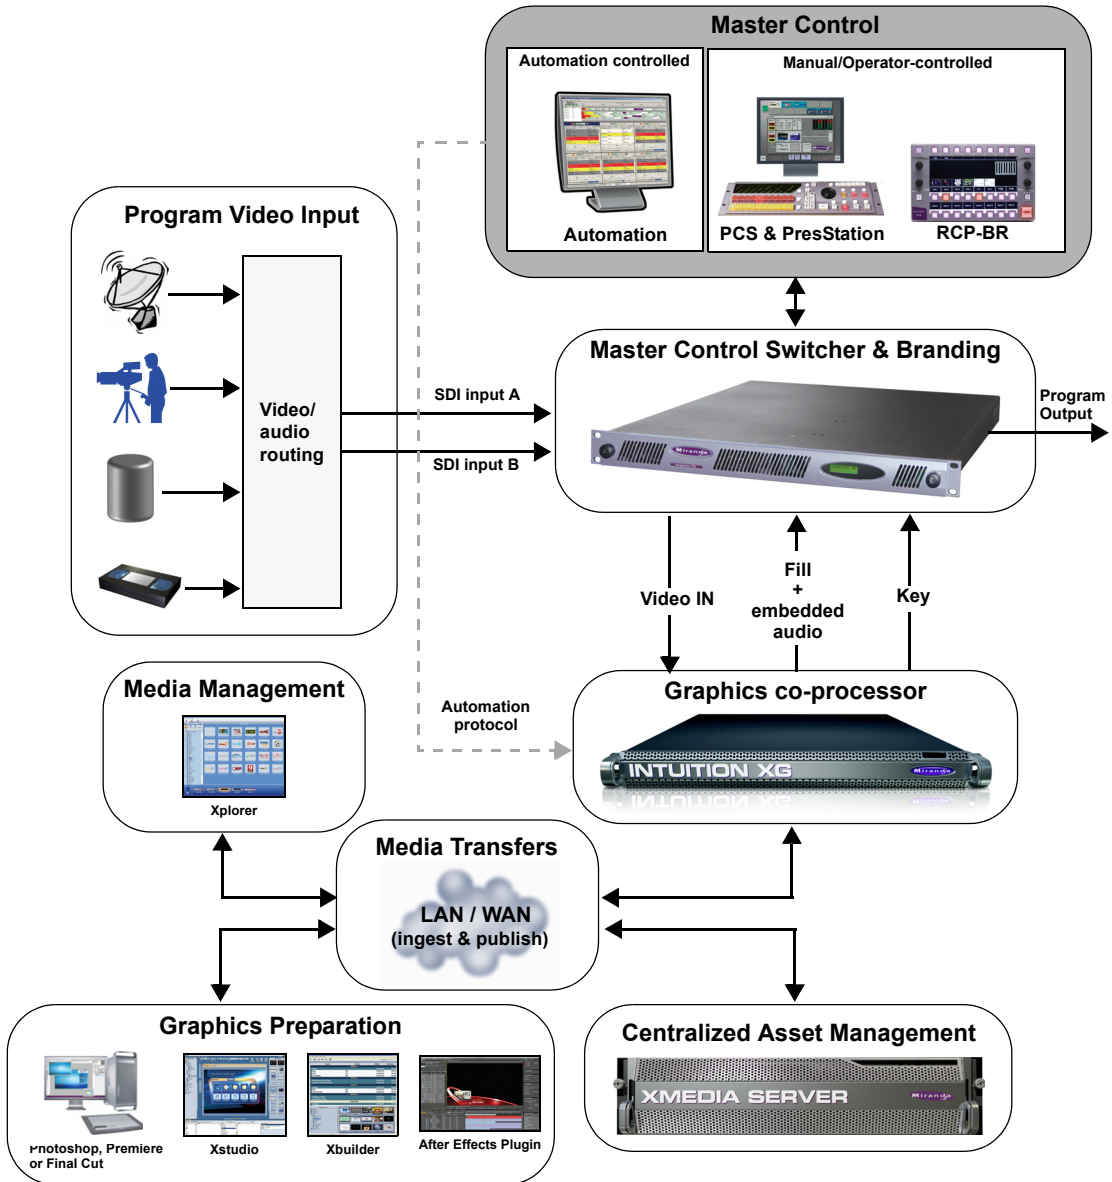 Master Control
Automation controlled
Manual/Operator-controlled
Automation
PCS & PresStation
RCP-BR
Program Video Input
Video/
audio
routing
SDI input A
SDI input B
Master Control Switcher & Branding
Miranda
Program
Output
Video IN
Fill
+
embedded
audio
Key
Media Management
Xplorer
Automation
protocol
Graphics co-processor
INTUITION XG
Miranda
Media Transfers
LAN / WAN
(ingest & publish)
Graphics Preparation
Photoshop, Premiere
or Final Cut
Xstudio
Xbuilder
After Effects Plugin
Centralized Asset Management
XMEDIA SERVER
Miranda